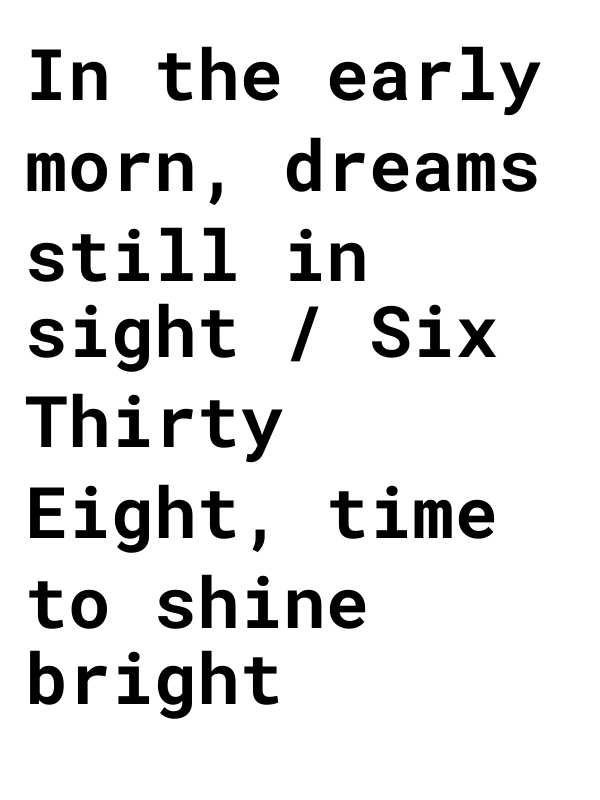 In the early
morn, dreams
still in
sight / Six
Thirty
Eight, time
to shine
bright